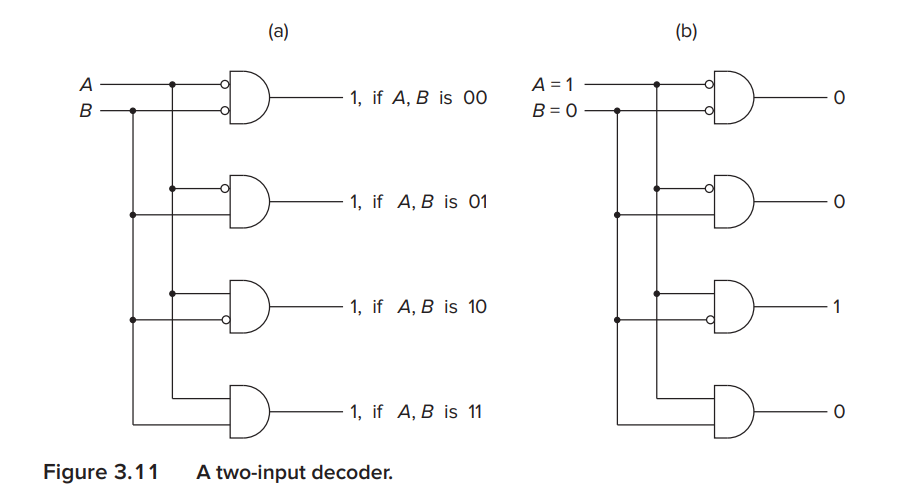 (a) (b)
A
B
1, if A, B is 00
A = 1
B = 0
0
1, if A, B is 01
0
1, if A, B is 10
1
1, if A, B is 11
0
Figure 3.11 A two-input decoder.